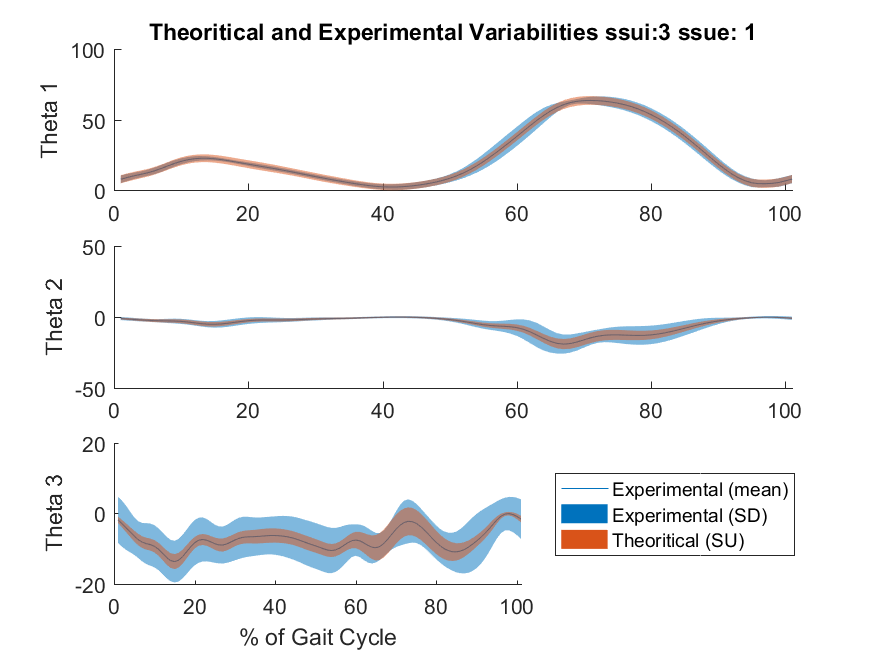 Theoritical and Experimental Variabilities ssui:3 ssue: 1
100
50
0
Theta 1
0 20 40 60 80 100
50
0
-50
Theta 2
0 20 40 60 80 100
20
0
-20
Theta 3
0 20 40 60 80 100
% of Gait Cycle
Experimental (mean)
Experimental (SD)
Theoritical (SU)